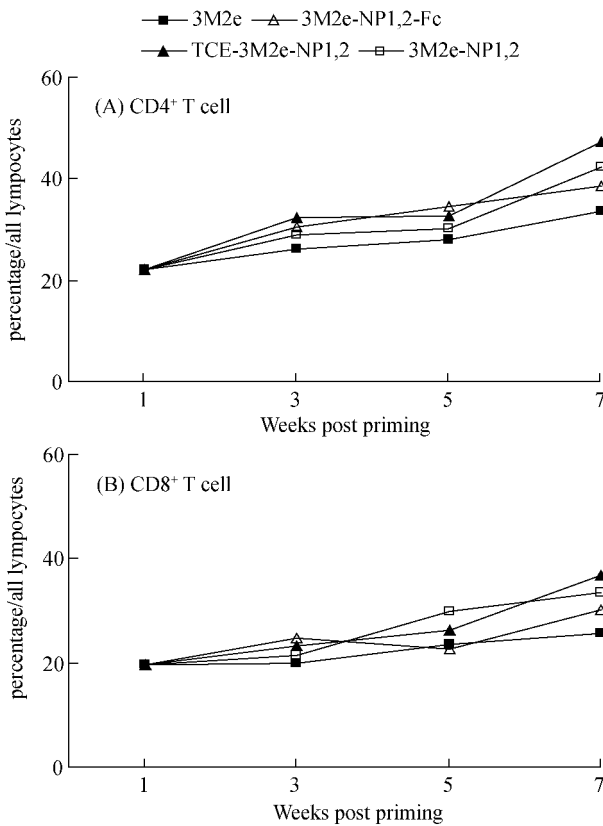 3M2e 3M2e-NP1,2-Fc
TCE-3M2e-NP1,2 3M2e-NP1,2
(A) CD4⁺ T cell
percentage/all lympocytes
60
40
20
0
1 3 5 7
Weeks post priming
(B) CD8⁺ T cell
percentage/all lymocytes
60
40
20
0
1 3 5 7
Weeks post priming